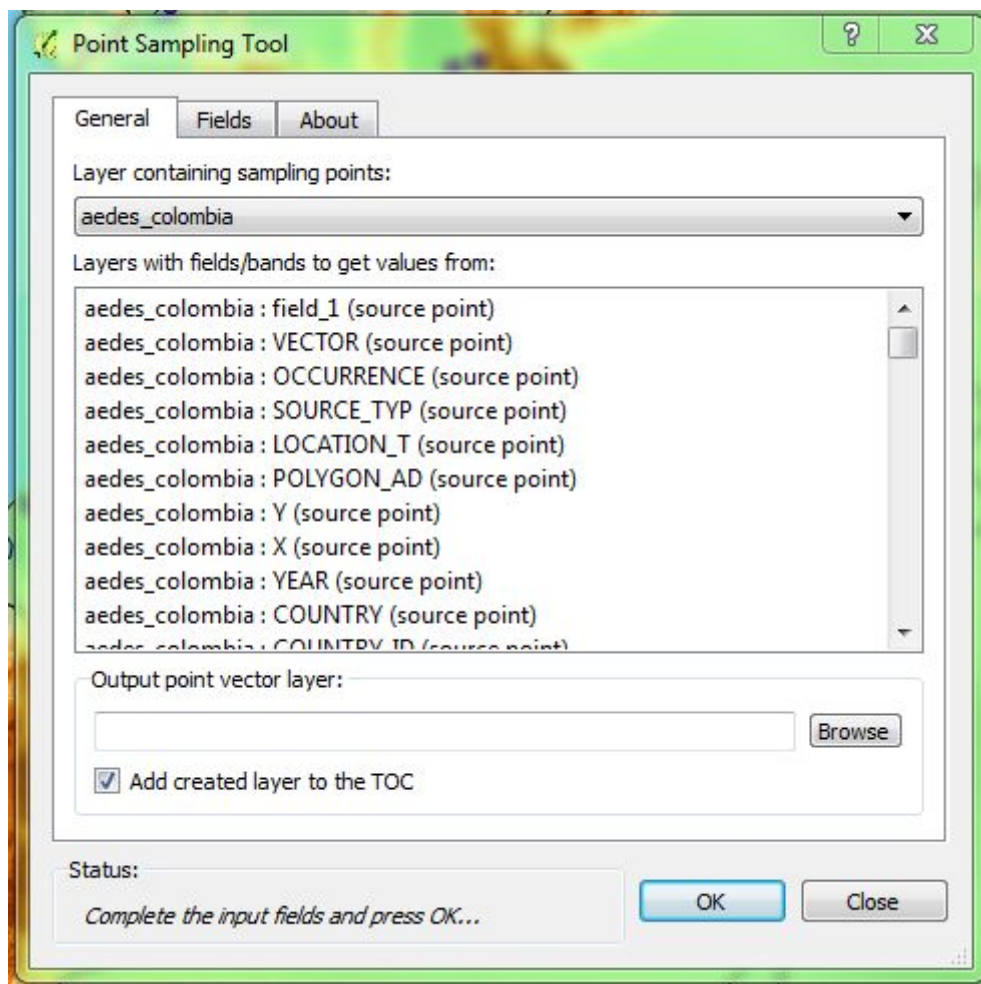 Point Sampling Tool
General Fields About
Layer containing sampling points:
aedes_colombia
Layers with fields/bands to get values from:
aedes_colombia : field_1 (source point)
aedes_colombia : VECTOR (source point)
aedes_colombia : OCCURRENCE (source point)
aedes_colombia : SOURCE_TYP (source point)
aedes_colombia : LOCATION_T (source point)
aedes_colombia : POLYGON_AD (source point)
aedes_colombia : Y (source point)
aedes_colombia : X (source point)
aedes_colombia : YEAR (source point)
aedes_colombia : COUNTRY (source point)
aedes_colombia : COUNTRY_ID (source point)
Output point vector layer:
Browse
Add created layer to the TOC
Status:
Complete the input fields and press OK...
OK Close